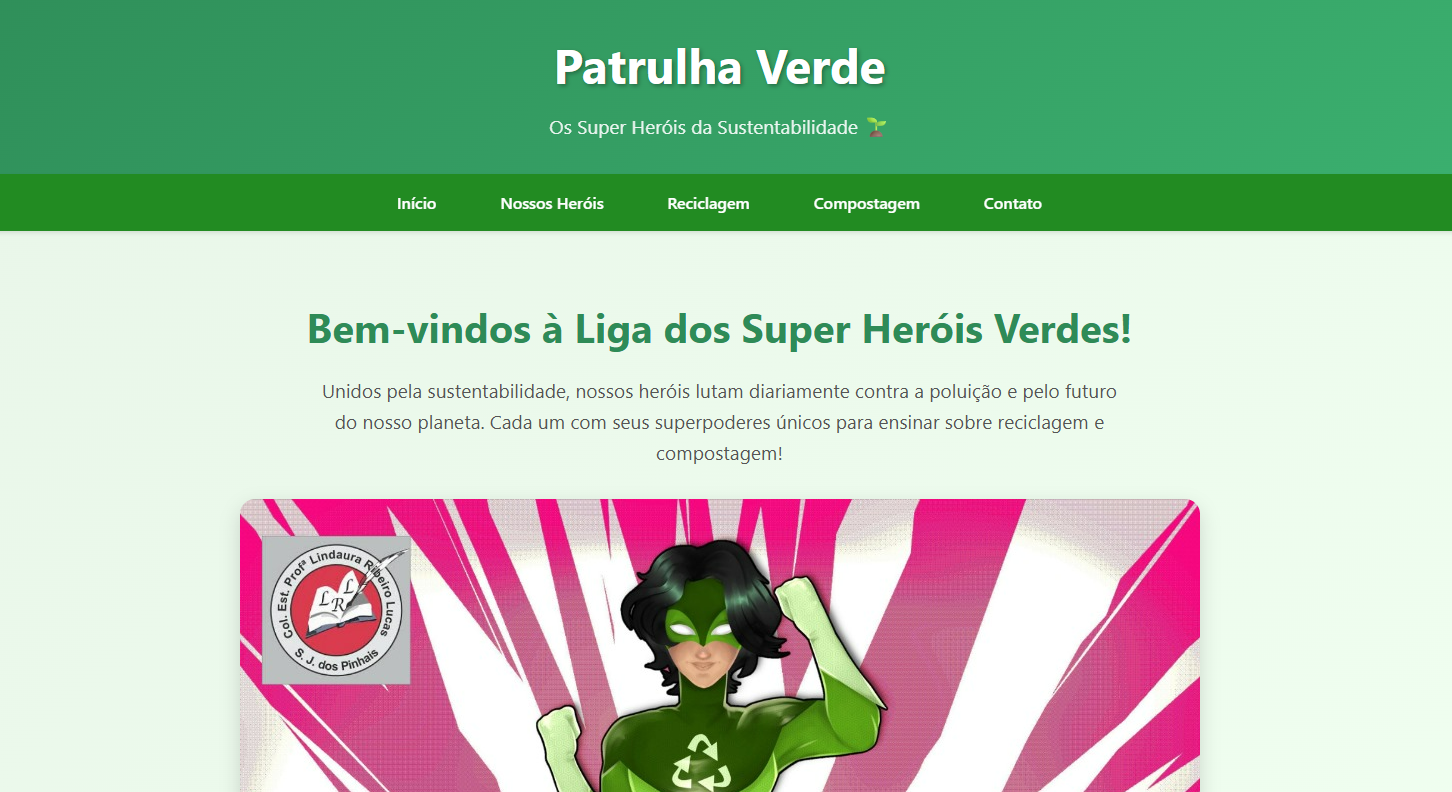 Patrulha Verde
Os Super Heróis da Sustentabilidade 🌱
Início Nossos Heróis Reciclagem Compostagem Contato
Bem-vindos à Liga dos Super Heróis Verdes!
Unidos pela sustentabilidade, nossos heróis lutam diariamente contra a poluição e pelo futuro
do nosso planeta. Cada um com seus superpoderes únicos para ensinar sobre reciclagem e
compostagem!
Col. Est. Profª Lindaura Ribeiro Lucas
L L
R
S. J. dos Pinhais